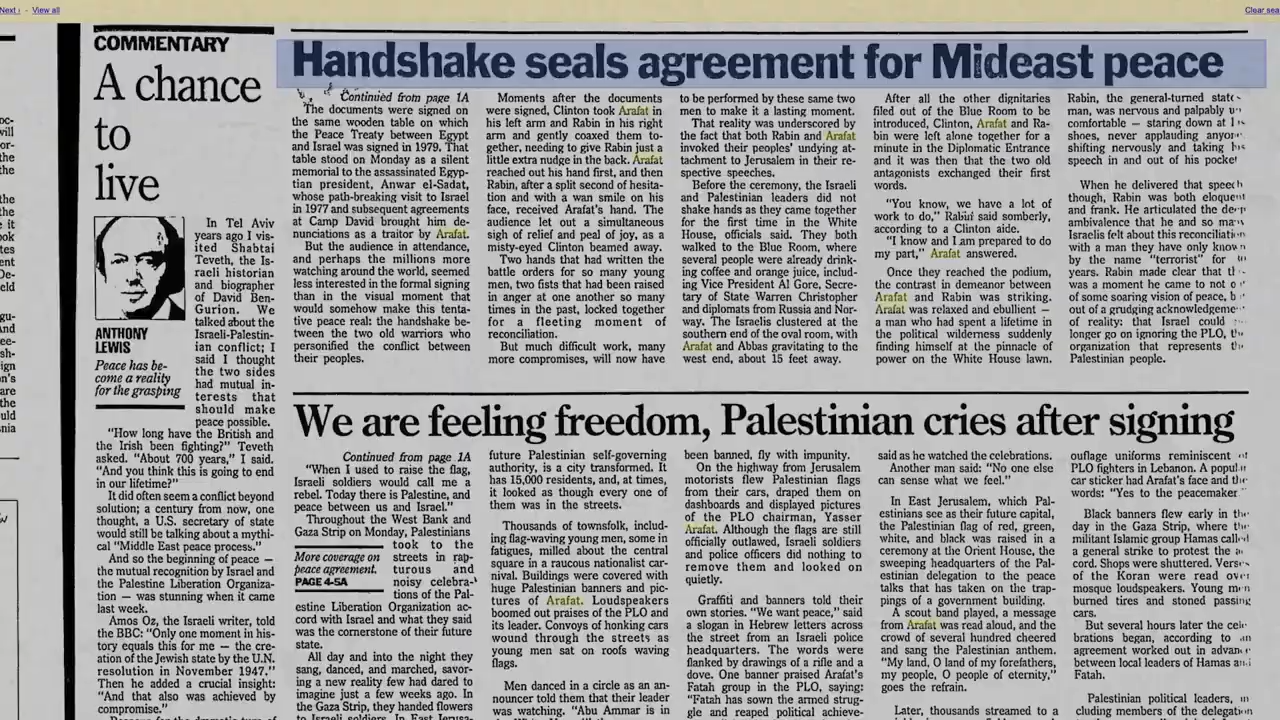 Next › - View all
Clear sea
COMMENTARY
A chance
to
live
In Tel Aviv
years ago I vis-
ited Shabtai
Teveth, the Is-
raeli historian
and biographer
of David Ben-
Gurion. We
talked about the
Israeli-Palestin-
ian conflict; I
said I thought
the two sides
had mutual in-
terests that
should make
peace possible.
ANTHONY
LEWIS
Peace has be-
come a reality
for the grasping
"How long have the British and
the Irish been fighting?" Teveth
asked. "About 700 years," I said.
"And you think this is going to end
in our lifetime?"
It did often seem a conflict beyond
solution; a century from now, one
thought, a U.S. secretary of state
would still be talking about a mythi-
cal "Middle East peace process."
And so the beginning of peace —
the mutual recognition by Israel and
the Palestine Liberation Organiza-
tion — was stunning when it came
last week.
Amos Oz, the Israeli writer, told
the BBC: "Only one moment in his-
tory equals this for me — the cre-
ation of the Jewish state by the U.N.
resolution in November 1947."
Then he added a crucial insight:
"And that also was achieved by
compromise."
Handshake seals agreement for Mideast peace
Continued from page 1A
The documents were signed on
the same wooden table on which
the Peace Treaty between Egypt
and Israel was signed in 1979. That
table stood on Monday as a silent
memorial to the assassinated Egyp-
tian president, Anwar el-Sadat,
whose path-breaking visit to Israel
in 1977 and subsequent agreements
at Camp David brought him de-
nunciations as a traitor by Arafat.
But the audience in attendance,
and perhaps the millions more
watching around the world, seemed
less interested in the formal signing
than in the visual moment that
would somehow make this tenta-
tive peace real: the handshake be-
tween the two old warriors who
personified the conflict between
their peoples.
Moments after the documents
were signed, Clinton took Arafat in
his left arm and Rabin in his right
arm and gently coaxed them to-
gether, needing to give Rabin just a
little extra nudge in the back. Arafat
reached out his hand first, and then
Rabin, after a split second of hesita-
tion and with a wan smile on his
face, received Arafat's hand. The
audience let out a simultaneous
sigh of relief and peal of joy, as a
misty-eyed Clinton beamed away.
Two hands that had written the
battle orders for so many young
men, two fists that had been raised
in anger at one another so many
times in the past, locked together
for a fleeting moment of
reconciliation.
But much difficult work, many
more compromises, will now have
to be performed by these same two
men to make it a lasting moment.
That reality was underscored by
the fact that both Rabin and Arafat
invoked their peoples' undying at-
tachment to Jerusalem in their re-
spective speeches.
Before the ceremony, the Israeli
and Palestinian leaders did not
shake hands as they came together
for the first time in the White
House, officials said. They both
walked to the Blue Room, where
several people were already drink-
ing coffee and orange juice, includ-
ing Vice President Al Gore, Secre-
tary of State Warren Christopher
and diplomats from Russia and Nor-
way. The Israelis clustered at the
southern end of the oval room, with
Arafat and Abbas gravitating to the
west end, about 15 feet away.
After all the other dignitaries
filed out of the Blue Room to be
introduced, Clinton, Arafat and Ra-
bin were left alone together for a
minute in the Diplomatic Entrance
and it was then that the two old
antagonists exchanged their first
words.
"You know, we have a lot of
work to do," Rabin said somberly,
according to a Clinton aide.
"I know and I am prepared to do
my part," Arafat answered.
Once they reached the podium,
the contrast in demeanor between
Arafat and Rabin was striking.
Arafat was relaxed and ebullient —
a man who had spent a lifetime in
the political wilderness suddenly
finding himself at the pinnacle of
power on the White House lawn.
Rabin, the general-turned states-
man, was nervous and palpably
comfortable — staring down at
shoes, never applauding
shifting nervously and taking
speech in and out of his pocket
When he delivered that speech
though, Rabin was both eloquent
and frank. He articulated the deep
ambivalence that he and so many
Israelis felt about this reconciliation
with a man they have only known
by the name "terrorist" for
years. Rabin made clear that
was a moment he came to not
of some soaring vision of peace,
out of a grudging acknowledgeme
of reality: that Israel could
longer go on ignoring the PLO,
organization that represents the
Palestinian people.
We are feeling freedom, Palestinian cries after signing
Continued from page 1A
"When I used to raise the flag,
Israeli soldiers would call me a
rebel. Today there is Palestine, and
peace between us and Israel."
Throughout the West Bank and
Gaza Strip on Monday, Palestinians
took to the
streets in rap-
turous and
noisy celebra-
tions of the Pal-
More coverage on
peace agreement.
PAGE 4-5A
estine Liberation Organization ac-
cord with Israel and what they said
was the cornerstone of their future
state.
All day and into the night they
sang, danced, and marched, savor-
ing a new reality few had dared to
imagine just a few weeks ago. In
the Gaza Strip, they handed flowers
to Israeli soldiers. In East Jerusa-
future Palestinian self-governing
authority, is a city transformed. It
has 15,000 residents, and, at times,
it looked as though every one of
them was in the streets.
Thousands of townsfolk, includ-
ing flag-waving young men, some in
fatigues, milled about the central
square in a raucous nationalist car-
nival. Buildings were covered with
huge Palestinian banners and pic-
tures of Arafat. Loudspeakers
boomed out praises of the PLO and
its leader. Convoys of honking cars
wound through the streets as
young men sat on roofs waving
flags.
Men danced in a circle as an an-
nouncer told them that their leader
was watching. "Abu Ammar is in
been banned, fly with impunity.
On the highway from Jerusalem
motorists flew Palestinian flags
from their cars, draped them on
dashboards and displayed pictures
of the PLO chairman, Yasser
Arafat. Although the flags are still
officially outlawed, Israeli soldiers
and police officers did nothing to
remove them and looked on
quietly.
Graffiti and banners told their
own stories. "We want peace," said
a slogan in Hebrew letters across
the street from an Israeli police
headquarters. The words were
flanked by drawings of a rifle and a
dove. One banner praised Arafat's
Fatah group in the PLO, saying:
"Fatah has sown the armed strug-
gle and reaped political achieve-
said as he watched the celebrations.
Another man said: "No one else
can sense what we feel."
In East Jerusalem, which Pal-
estinians see as their future capital,
the Palestinian flag of red, green,
white, and black was raised in a
ceremony at the Orient House, the
sweeping headquarters of the Pal-
estinian delegation to the peace
talks that has taken on the trap-
pings of a government building.
A scout band played, a message
from Arafat was read aloud, and the
crowd of several hundred cheered
and sang the Palestinian anthem.
"My land, O land of my forefathers,
my people, O people of eternity,"
goes the refrain.
Later, thousands streamed to a
ouflage uniforms reminiscent of
PLO fighters in Lebanon. A popular
car sticker had Arafat's face and the
words: "Yes to the peacemaker
Black banners flew early in the
day in the Gaza Strip, where the
militant Islamic group Hamas called
a general strike to protest the
cord. Shops were shuttered. Verses
of the Koran were read over
mosque loudspeakers. Young men
burned tires and stoned passing
cars.
But several hours later the cele-
brations began, according to an
agreement worked out in advance
between local leaders of Hamas and
Fatah.
Palestinian political leaders,
cluding members of the delegation